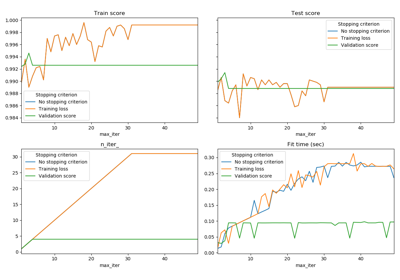 Train score
1.000
0.998
0.996
0.994
0.992
0.990
0.988
0.986
0.984
Stopping criterion
No stopping criterion
Training loss
Validation score
10
20
30
40
max_iter
Test score
Stopping criterion
No stopping criterion
Training loss
Validation score
10
20
30
40
max_iter
n_iter_
30
25
20
15
10
5
0
Stopping criterion
No stopping criterion
Training loss
Validation score
10
20
30
40
max_iter
Fit time (sec)
0.30
0.25
0.20
0.15
0.10
0.05
0.00
Stopping criterion
No stopping criterion
Training loss
Validation score
10
20
30
40
max_iter